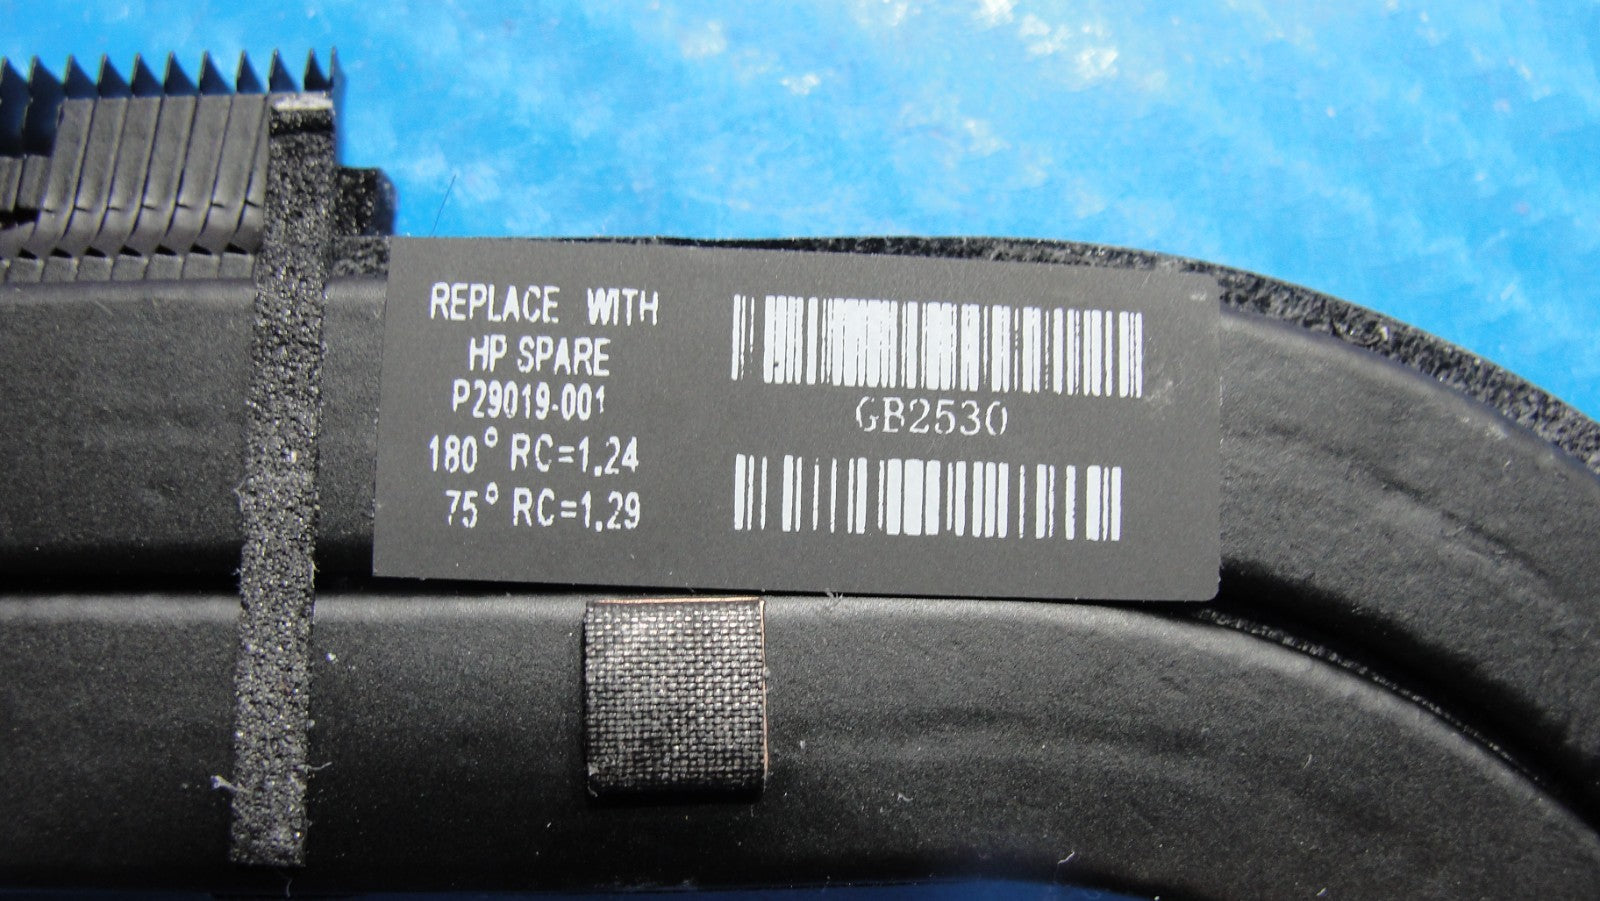 REPLACE WITH
HP SPARE
P29019-001
180° RC=1.24
75° RC=1.29
GB2530